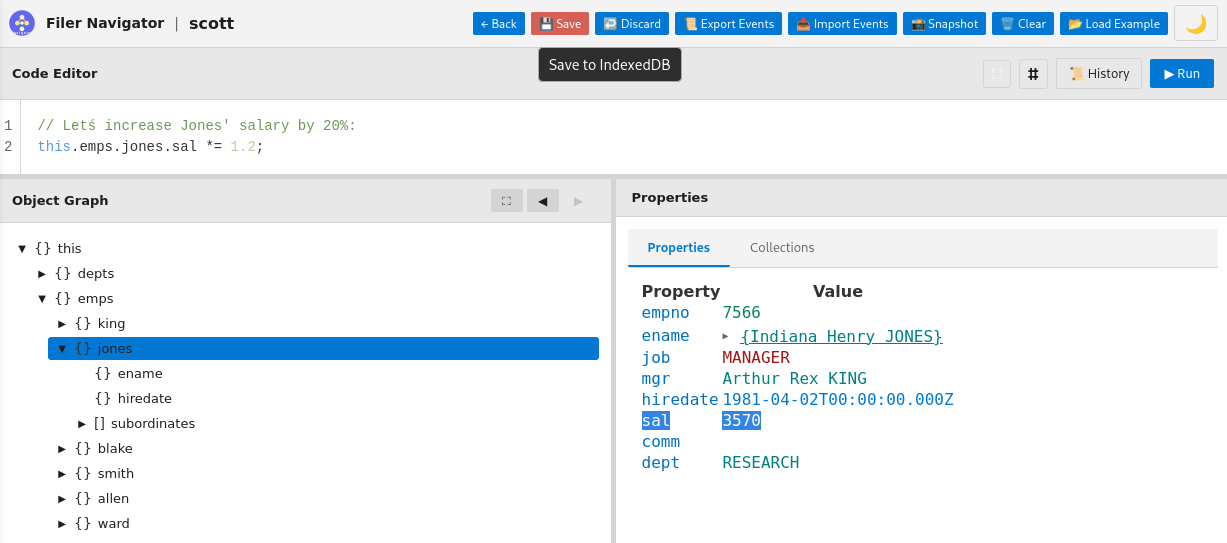 Filer Navigator | scott
← Back
💾 Save
↩️ Discard
📜 Export Events
📥 Import Events
📸 Snapshot
🗑️ Clear
📂 Load Example
🌙
Save to IndexedDB
Code Editor
#
📜 History
▶ Run
1 // Letś increase Jones' salary by 20%:
2 this.emps.jones.sal *= 1.2;
Object Graph
▼ {} this
▶ {} depts
▼ {} emps
▶ {} king
▼ {} jones
{} ename
{} hiredate
▶ [] subordinates
▶ {} blake
▶ {} smith
▶ {} allen
▶ {} ward
Properties
Properties Collections
Property Value
empno 7566
ename ▶ {Indiana Henry JONES}
job MANAGER
mgr Arthur Rex KING
hiredate 1981-04-02T00:00:00.000Z
sal 3570
comm
dept RESEARCH